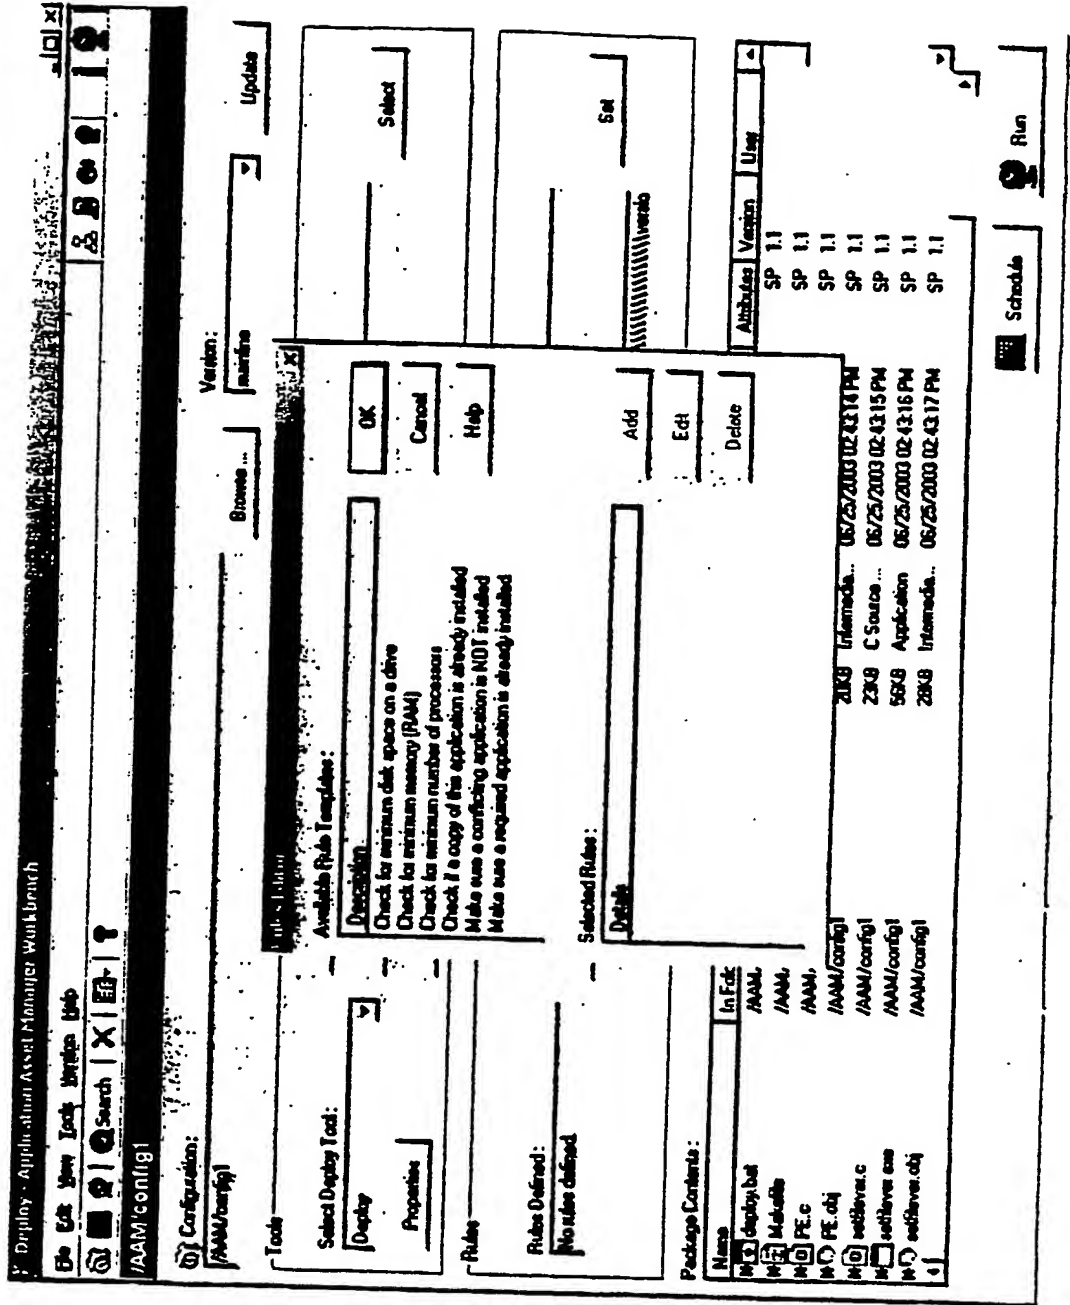 Deploy - Application Asset Manager Workbench
File Edit View Tools Version Help
Search
/AAM/config1
Configuration:
/AAM/config1
Browse ...
Version:
mainline
Update
Tools
Select Deploy Tool:
Deploy
Properties
Select
Rules
Rules Defined:
No rules defined.
Set
Rules Editor
Available Rule Templates:
Description
Check for minimum disk space on a drive
Check for minimum memory (RAM)
Check for minimum number of processors
Check if a copy of this application is already installed
Make sure a conflicting application is NOT installed
Make sure a required application is already installed
OK
Cancel
Help
Selected Rules:
Details
Add
Edit
Delete
Package Contents:
Name In Fold Attributes Version User
deploy.bat /AAM, SP 1.1
Makefile /AAM, SP 1.1
PE.c /AAM, SP 1.1
PE.obj /AAM/config1 20KB Intermedia... 06/25/2003 02:43:14 PM SP 1.1
setfilever.c /AAM/config1 23KB C Source ... 06/25/2003 02:43:15 PM SP 1.1
setfilever.exe /AAM/config1 56KB Application 06/25/2003 02:43:16 PM SP 1.1
setfilever.obj /AAM/config1 28KB Intermedia... 06/25/2003 02:43:17 PM SP 1.1
Schedule
Run